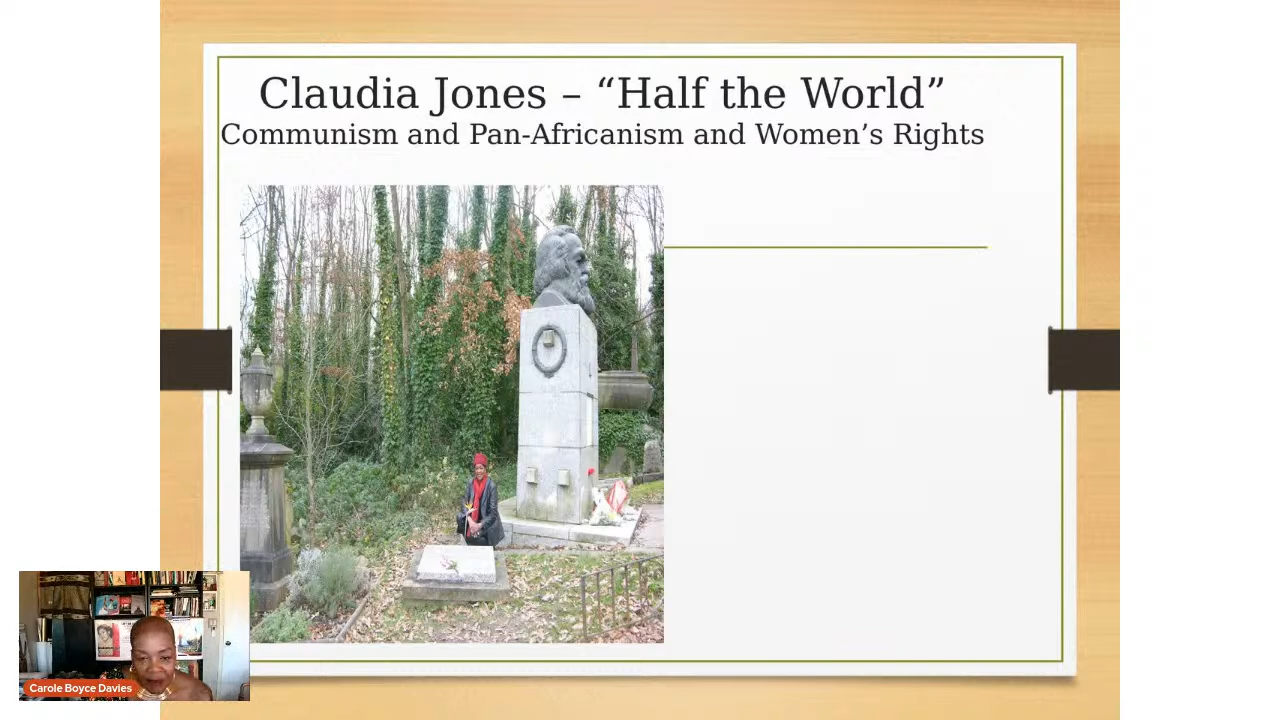 Claudia Jones – “Half the World”
Communism and Pan-Africanism and Women’s Rights
Carole Boyce Davies